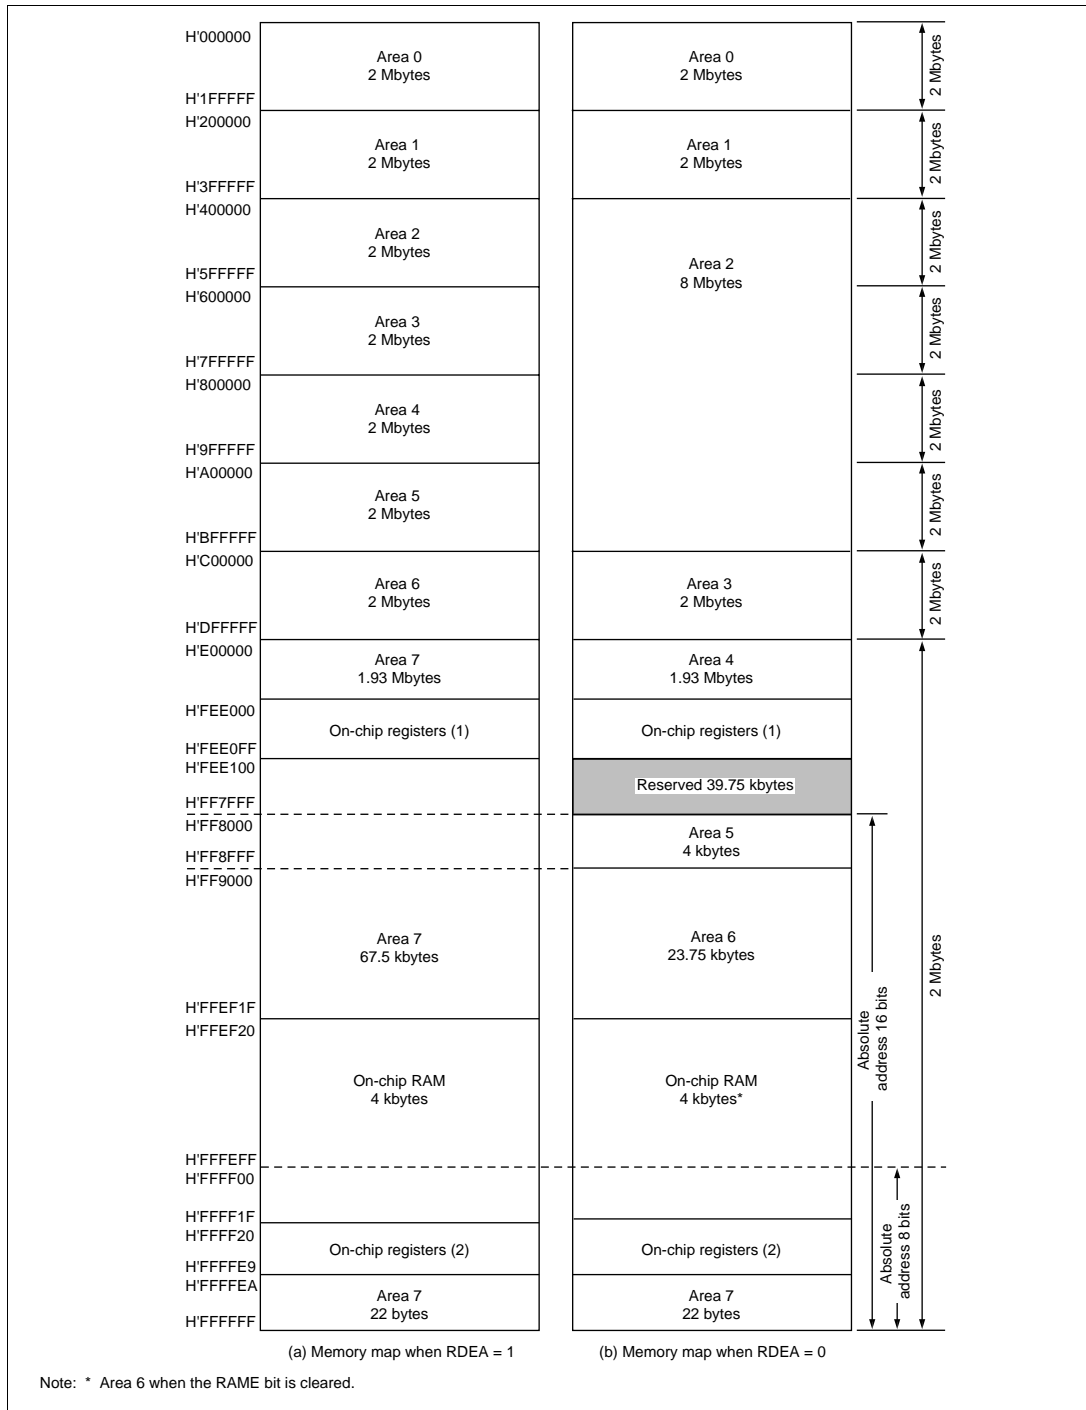 H'000000
H'1FFFFF
H'200000
H'3FFFFF
H'400000
H'5FFFFF
H'600000
H'7FFFFF
H'800000
H'9FFFFF
H'A00000
H'BFFFFF
H'C00000
H'DFFFFF
H'E00000
H'FEE000
H'FEE0FF
H'FEE100
H'FF7FFF
H'FF8000
H'FF8FFF
H'FF9000
H'FFEF1F
H'FFEF20
H'FFFEFF
H'FFFF00
H'FFFF1F
H'FFFF20
H'FFFFE9
H'FFFFEA
H'FFFFFF
Area 0
2 Mbytes
Area 1
2 Mbytes
Area 2
2 Mbytes
Area 3
2 Mbytes
Area 4
2 Mbytes
Area 5
2 Mbytes
Area 6
2 Mbytes
Area 7
1.93 Mbytes
On-chip registers (1)
Area 7
67.5 kbytes
On-chip RAM
4 kbytes
On-chip registers (2)
Area 7
22 bytes
(a) Memory map when RDEA = 1
Area 0
2 Mbytes
Area 1
2 Mbytes
Area 2
8 Mbytes
Area 3
2 Mbytes
Area 4
1.93 Mbytes
On-chip registers (1)
Reserved 39.75 kbytes
Area 5
4 kbytes
Area 6
23.75 kbytes
On-chip RAM
4 kbytes*
On-chip registers (2)
Area 7
22 bytes
(b) Memory map when RDEA = 0
2 Mbytes
2 Mbytes
2 Mbytes
2 Mbytes
2 Mbytes
2 Mbytes
2 Mbytes
2 Mbytes
Absolute
address 16 bits
Absolute
address 8 bits
Note: * Area 6 when the RAME bit is cleared.